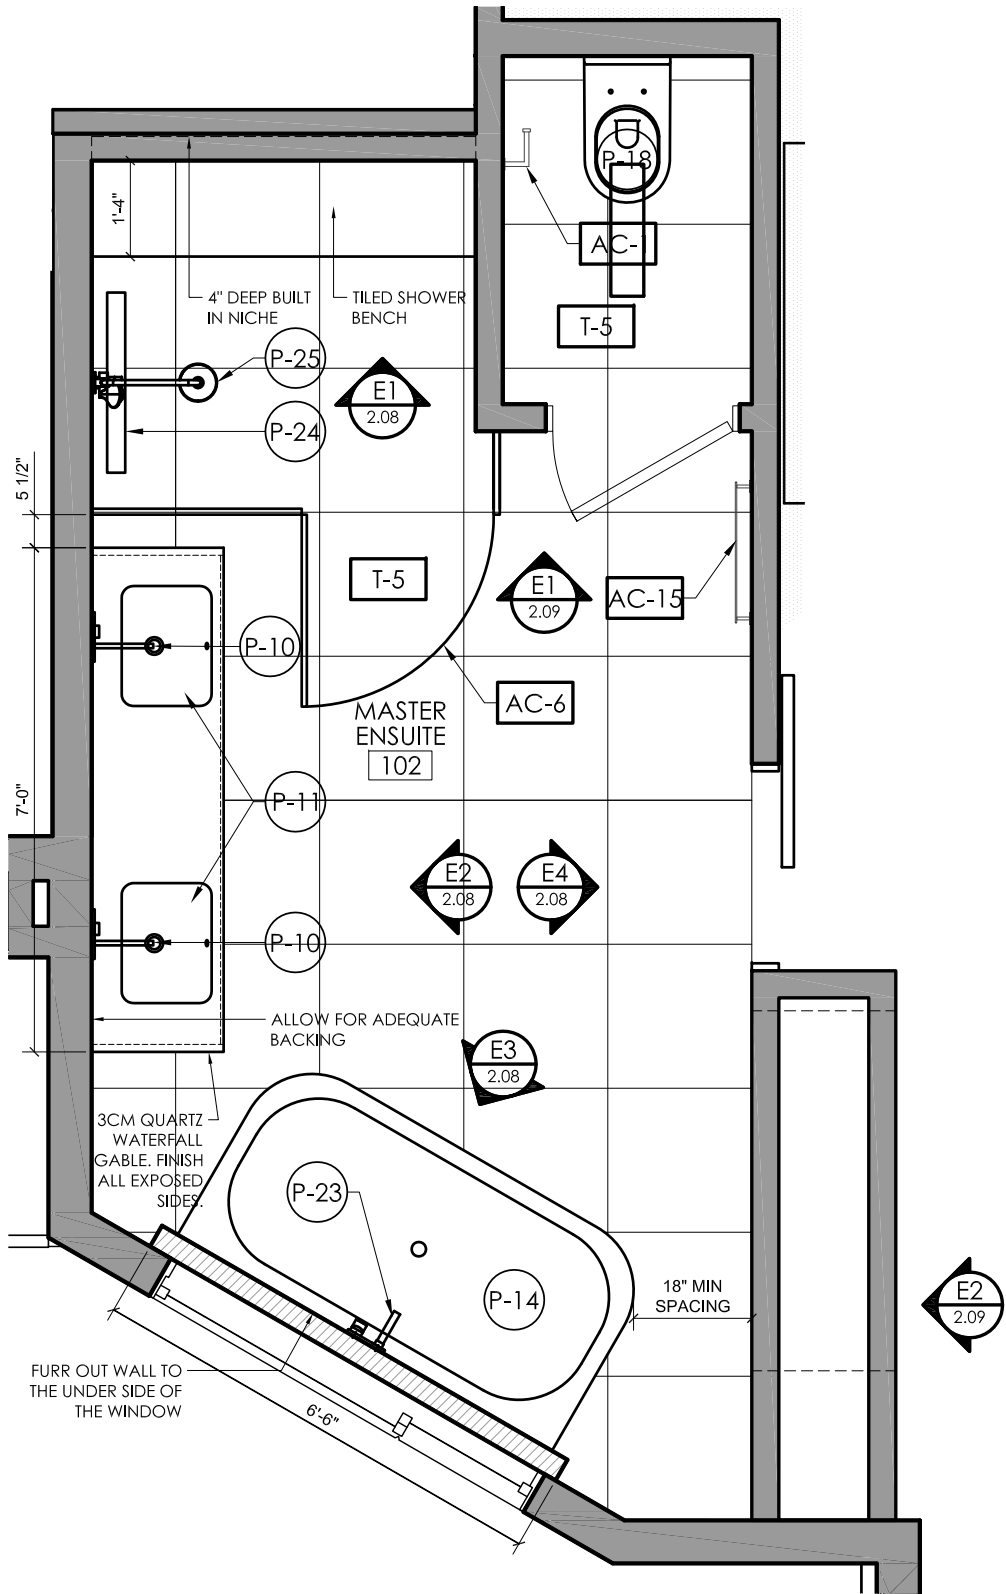 P-18
AC-
1'-4"
4" DEEP BUILT
IN NICHE
TILED SHOWER
BENCH
T-5
P-25
E1
2.08
P-24
5 1/2"
T-5
E1
2.09
AC-15
P-10
AC-6
MASTER
ENSUITE
102
7'-0"
P-11
E2
2.08
E4
2.08
P-10
ALLOW FOR ADEQUATE
BACKING
E3
2.08
3CM QUARTZ
WATERFALL
GABLE. FINISH
ALL EXPOSED
SIDES.
P-23
P-14
18" MIN
SPACING
E2
2.09
FURR OUT WALL TO
THE UNDER SIDE OF
THE WINDOW
6'-6"